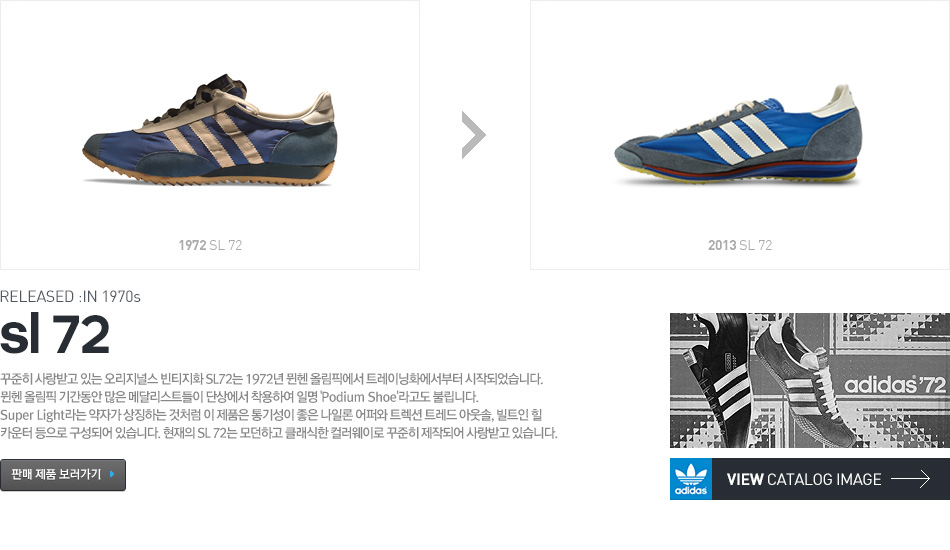 1972 SL 72
2013 SL 72
RELEASED :IN 1970s
sl 72
꾸준히 사랑받고 있는 오리지널스 빈티지화 SL72는 1972년 뮌헨 올림픽에서 트레이닝화에서부터 시작되었습니다.
뮌헨 올림픽 기간동안 많은 메달리스트들이 단상에서 착용하여 일명 'Podium Shoe'라고도 불립니다.
Super Light라는 약자가 상징하는 것처럼 이 제품은 통기성이 좋은 나일론 어퍼와 트랙션 트레드 아웃솔, 빌트인 힐
카운터 등으로 구성되어 있습니다. 현재의 SL 72는 모던하고 클래식한 컬러웨이로 꾸준히 제작되어 사랑받고 있습니다.
판매 제품 보러가기
adidas '72
adidas
VIEW CATALOG IMAGE